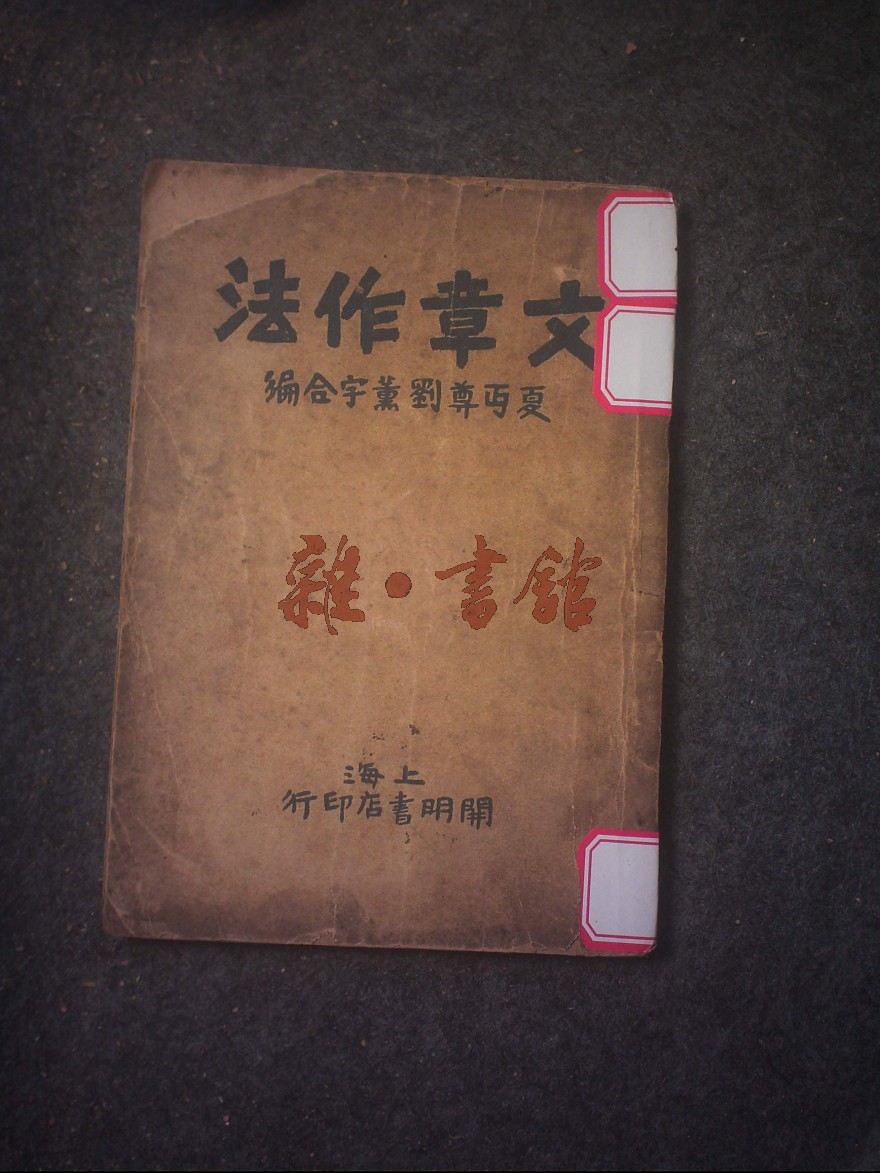 文章作法
夏丏尊劉薰宇合編
雜·書館
上海
開明書店印行